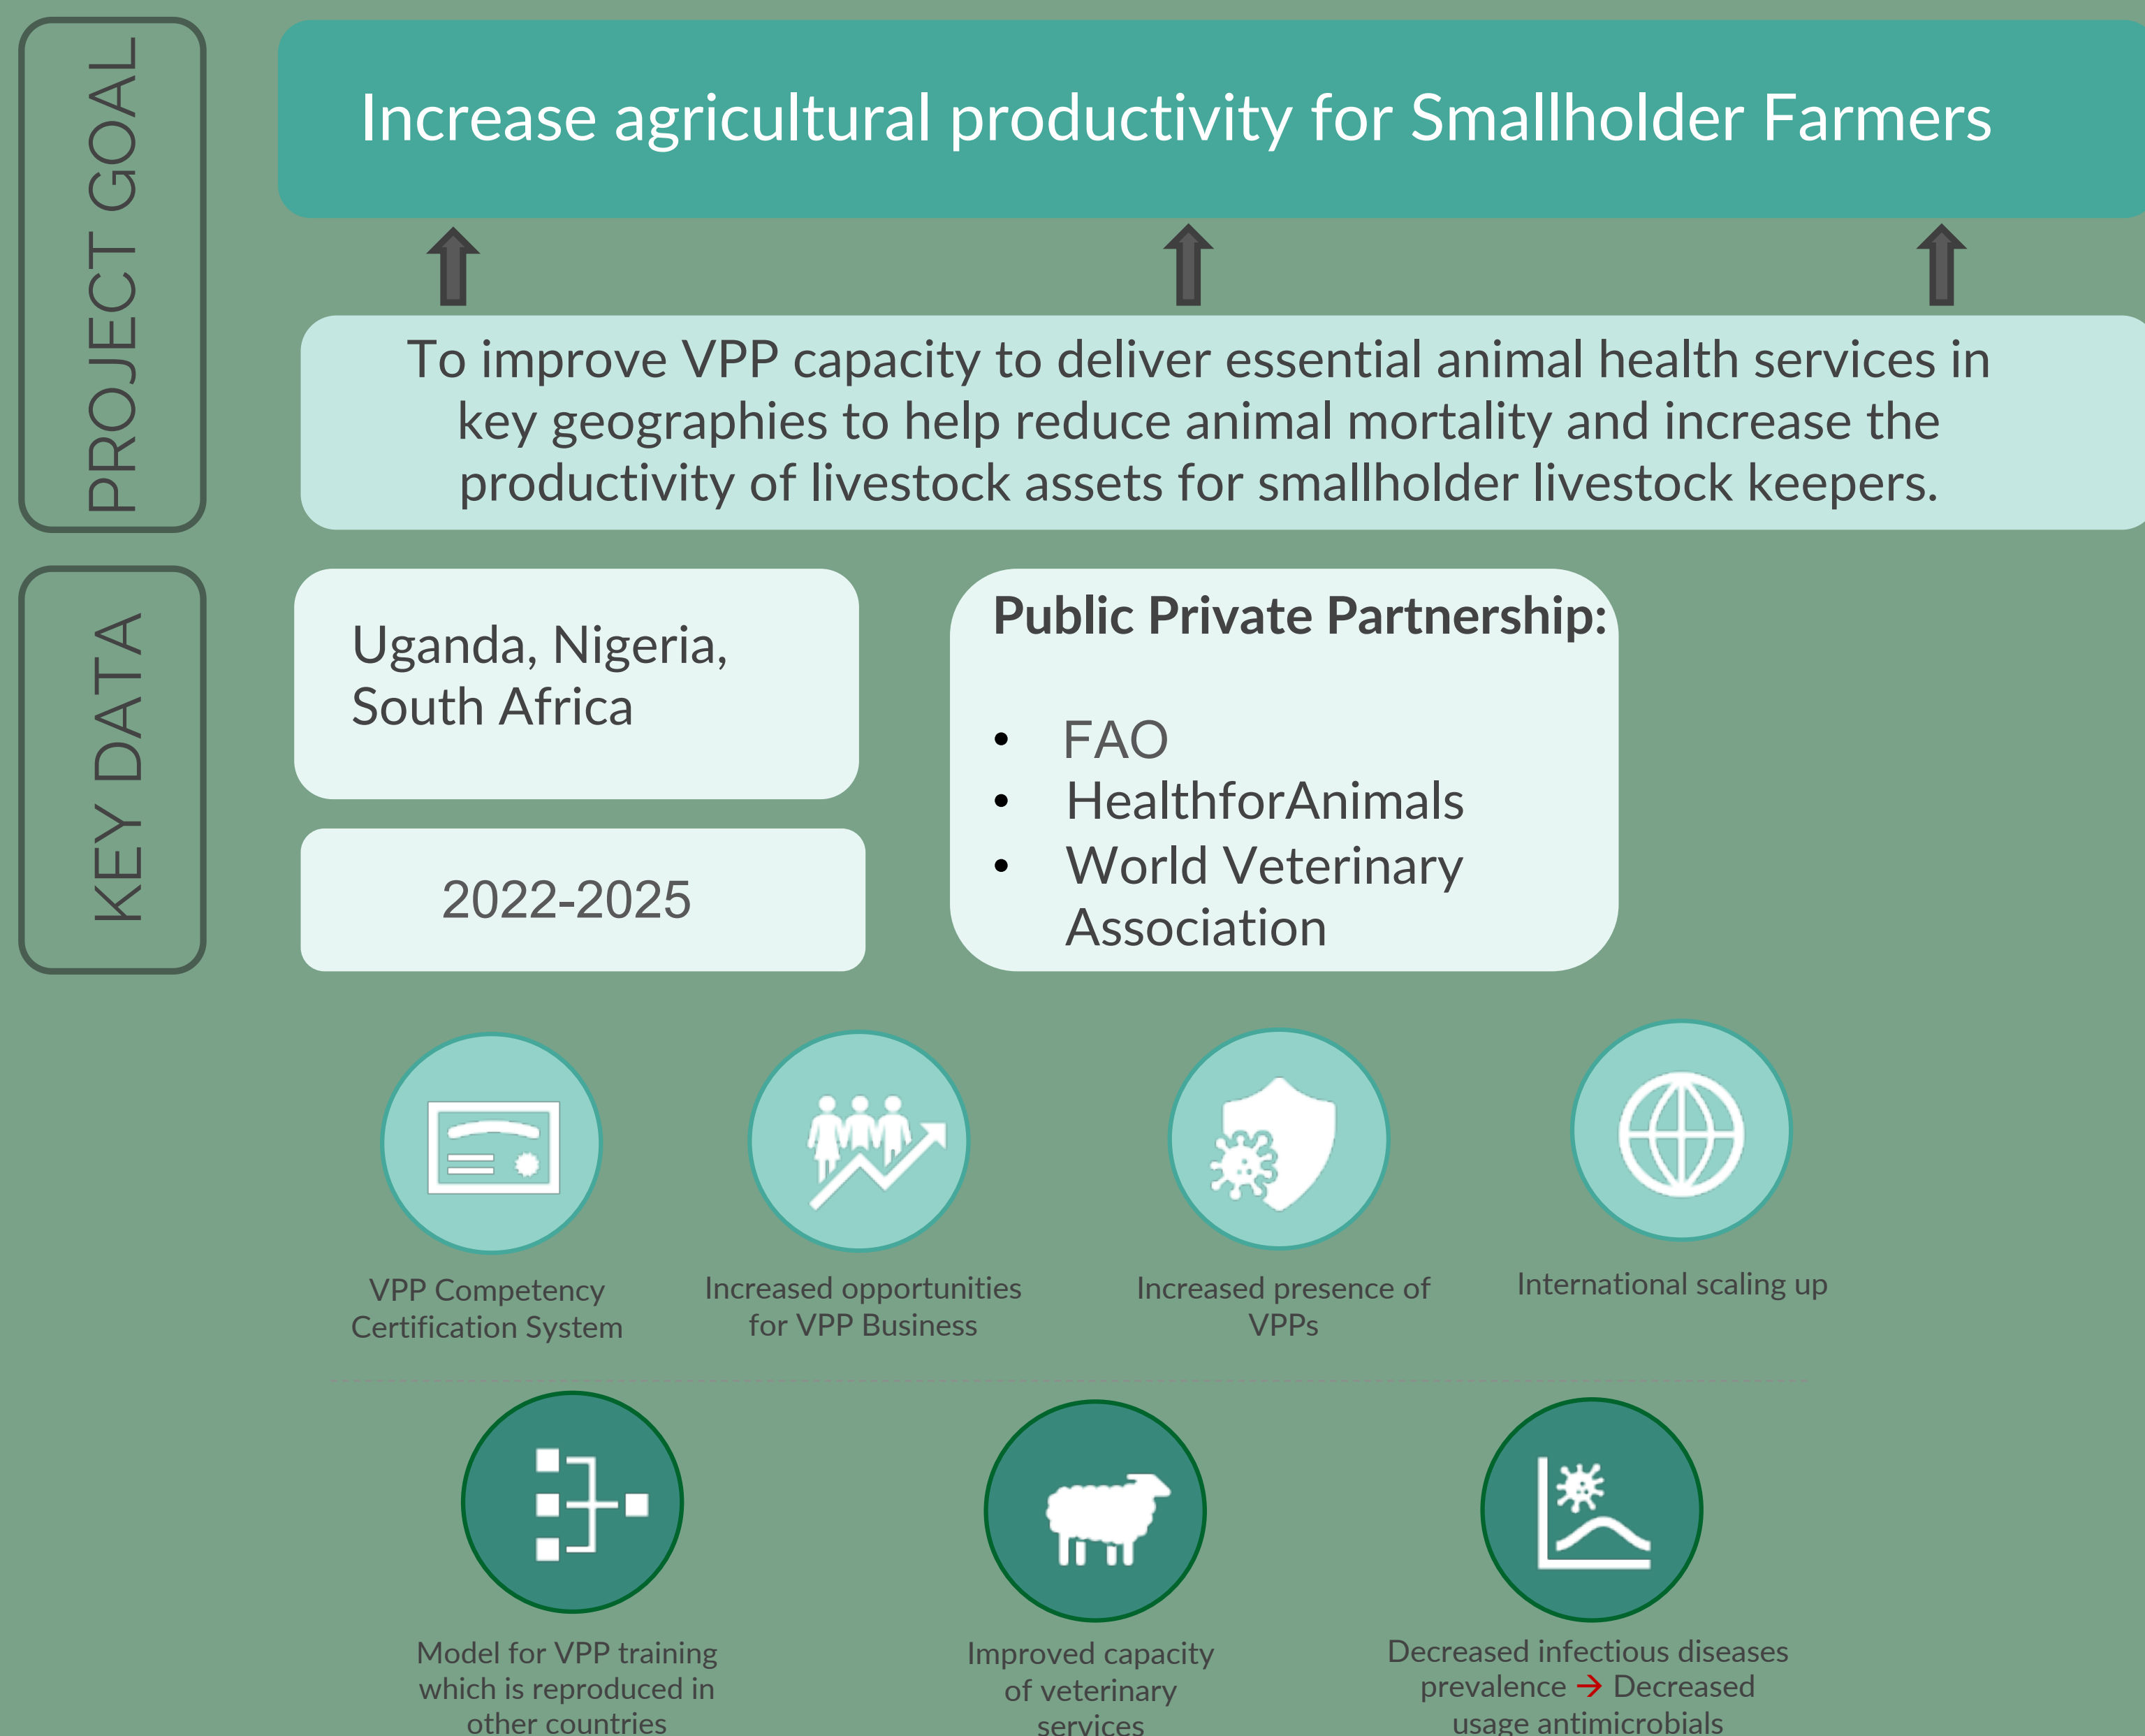 PROJECT GOAL
Increase agricultural productivity for Smallholder Farmers
To improve VPP capacity to deliver essential animal health services in
key geographies to help reduce animal mortality and increase the
productivity of livestock assets for smallholder livestock keepers.
KEY DATA
Uganda, Nigeria,
South Africa
2022-2025
Public Private Partnership:
• FAO
• HealthforAnimals
• World Veterinary
Association
VPP Competency
Certification System
Increased opportunities
for VPP Business
Increased presence of
VPPs
International scaling up
Model for VPP training
which is reproduced in
other countries
Improved capacity
of veterinary
services
Decreased infectious diseases
prevalence → Decreased
usage antimicrobials